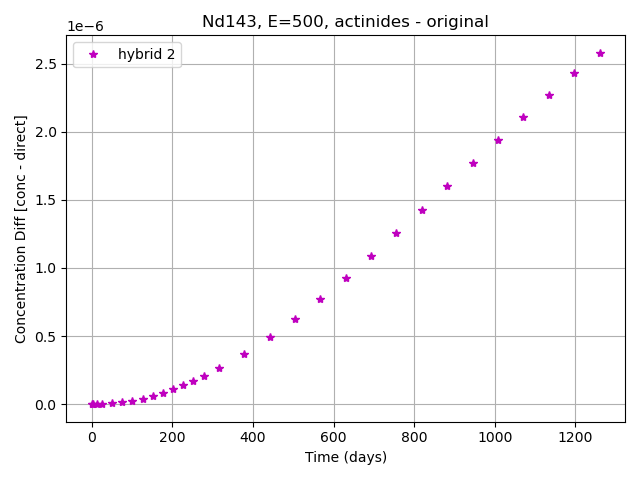 Nd143, E=500, actinides - original
1e−6
hybrid 2
2.5
2.0
1.5
1.0
0.5
0.0
Concentration Diff [conc - direct]
0 200 400 600 800 1000 1200
Time (days)